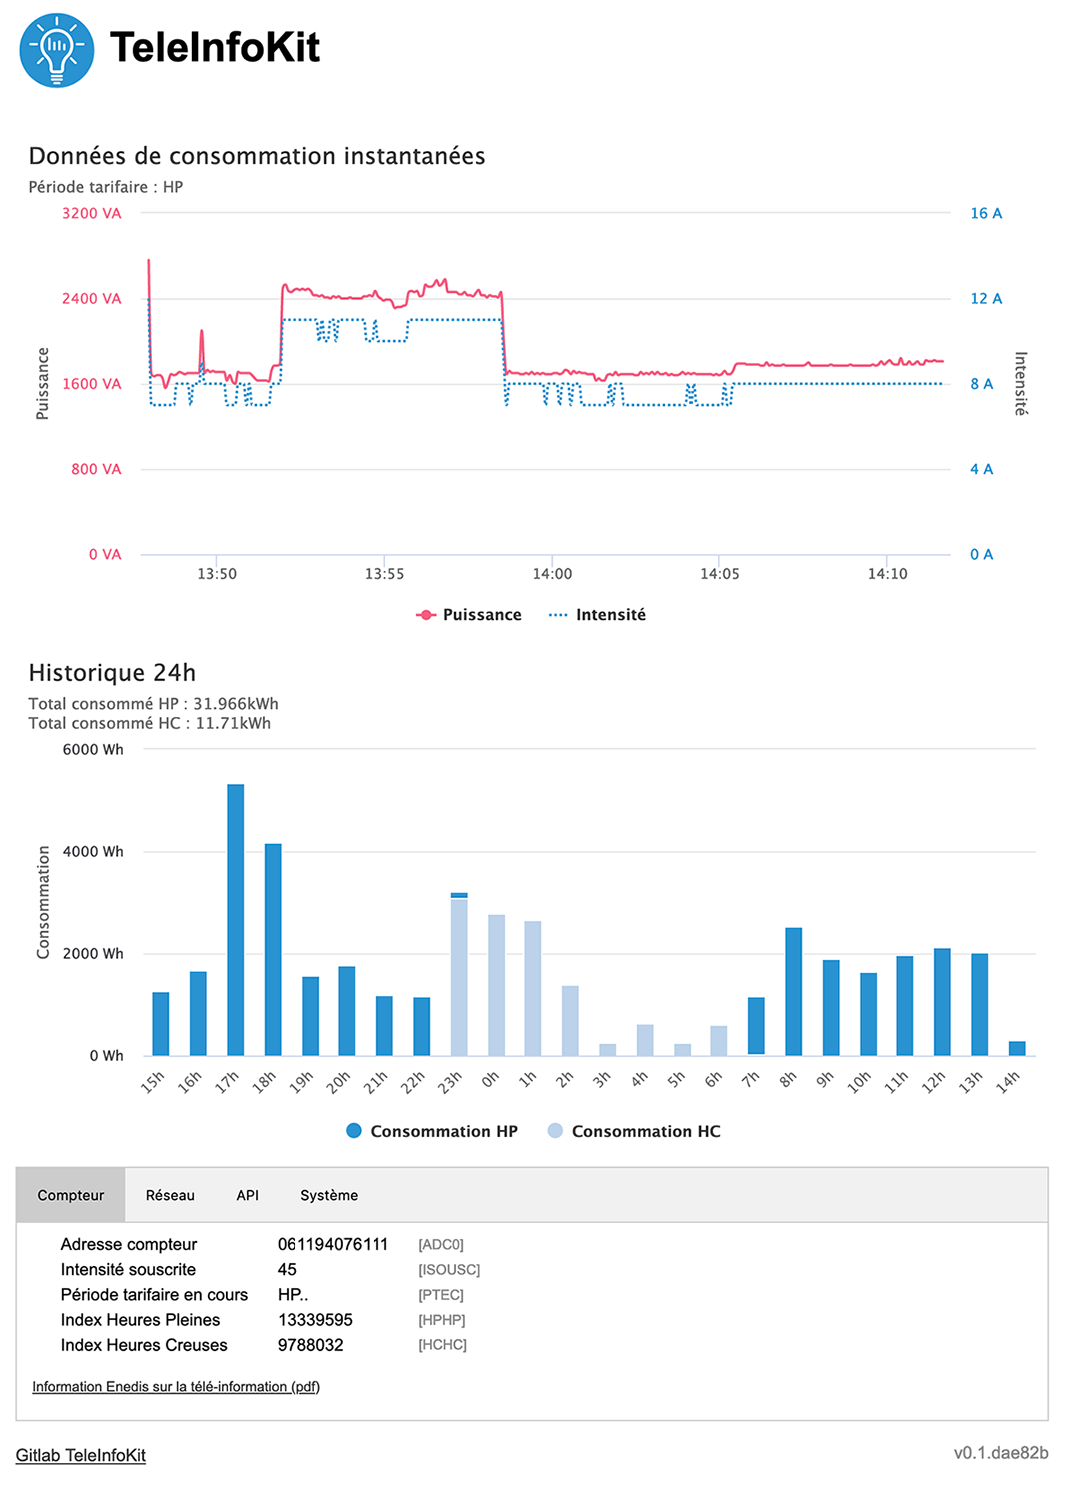 TeleInfoKit
Données de consommation instantanées
Période tarifaire : HP
3200 VA
2400 VA
1600 VA
800 VA
0 VA
Puissance
16 A
12 A
8 A
4 A
0 A
Intensité
13:50 13:55 14:00 14:05 14:10
Puissance Intensité
Historique 24h
Total consommé HP : 31.966kWh
Total consommé HC : 11.71kWh
6000 Wh
4000 Wh
2000 Wh
0 Wh
Consommation
15h 16h 17h 18h 19h 20h 21h 22h 23h 0h 1h 2h 3h 4h 5h 6h 7h 8h 9h 10h 11h 12h 13h 14h
Consommation HP Consommation HC
Compteur Réseau API Système
Adresse compteur 061194076111 [ADC0]
Intensité souscrite 45 [ISOUSC]
Période tarifaire en cours HP.. [PTEC]
Index Heures Pleines 13339595 [HPHP]
Index Heures Creuses 9788032 [HCHC]
Information Enedis sur la télé-information (pdf)
Gitlab TeleInfoKit
v0.1.dae82b